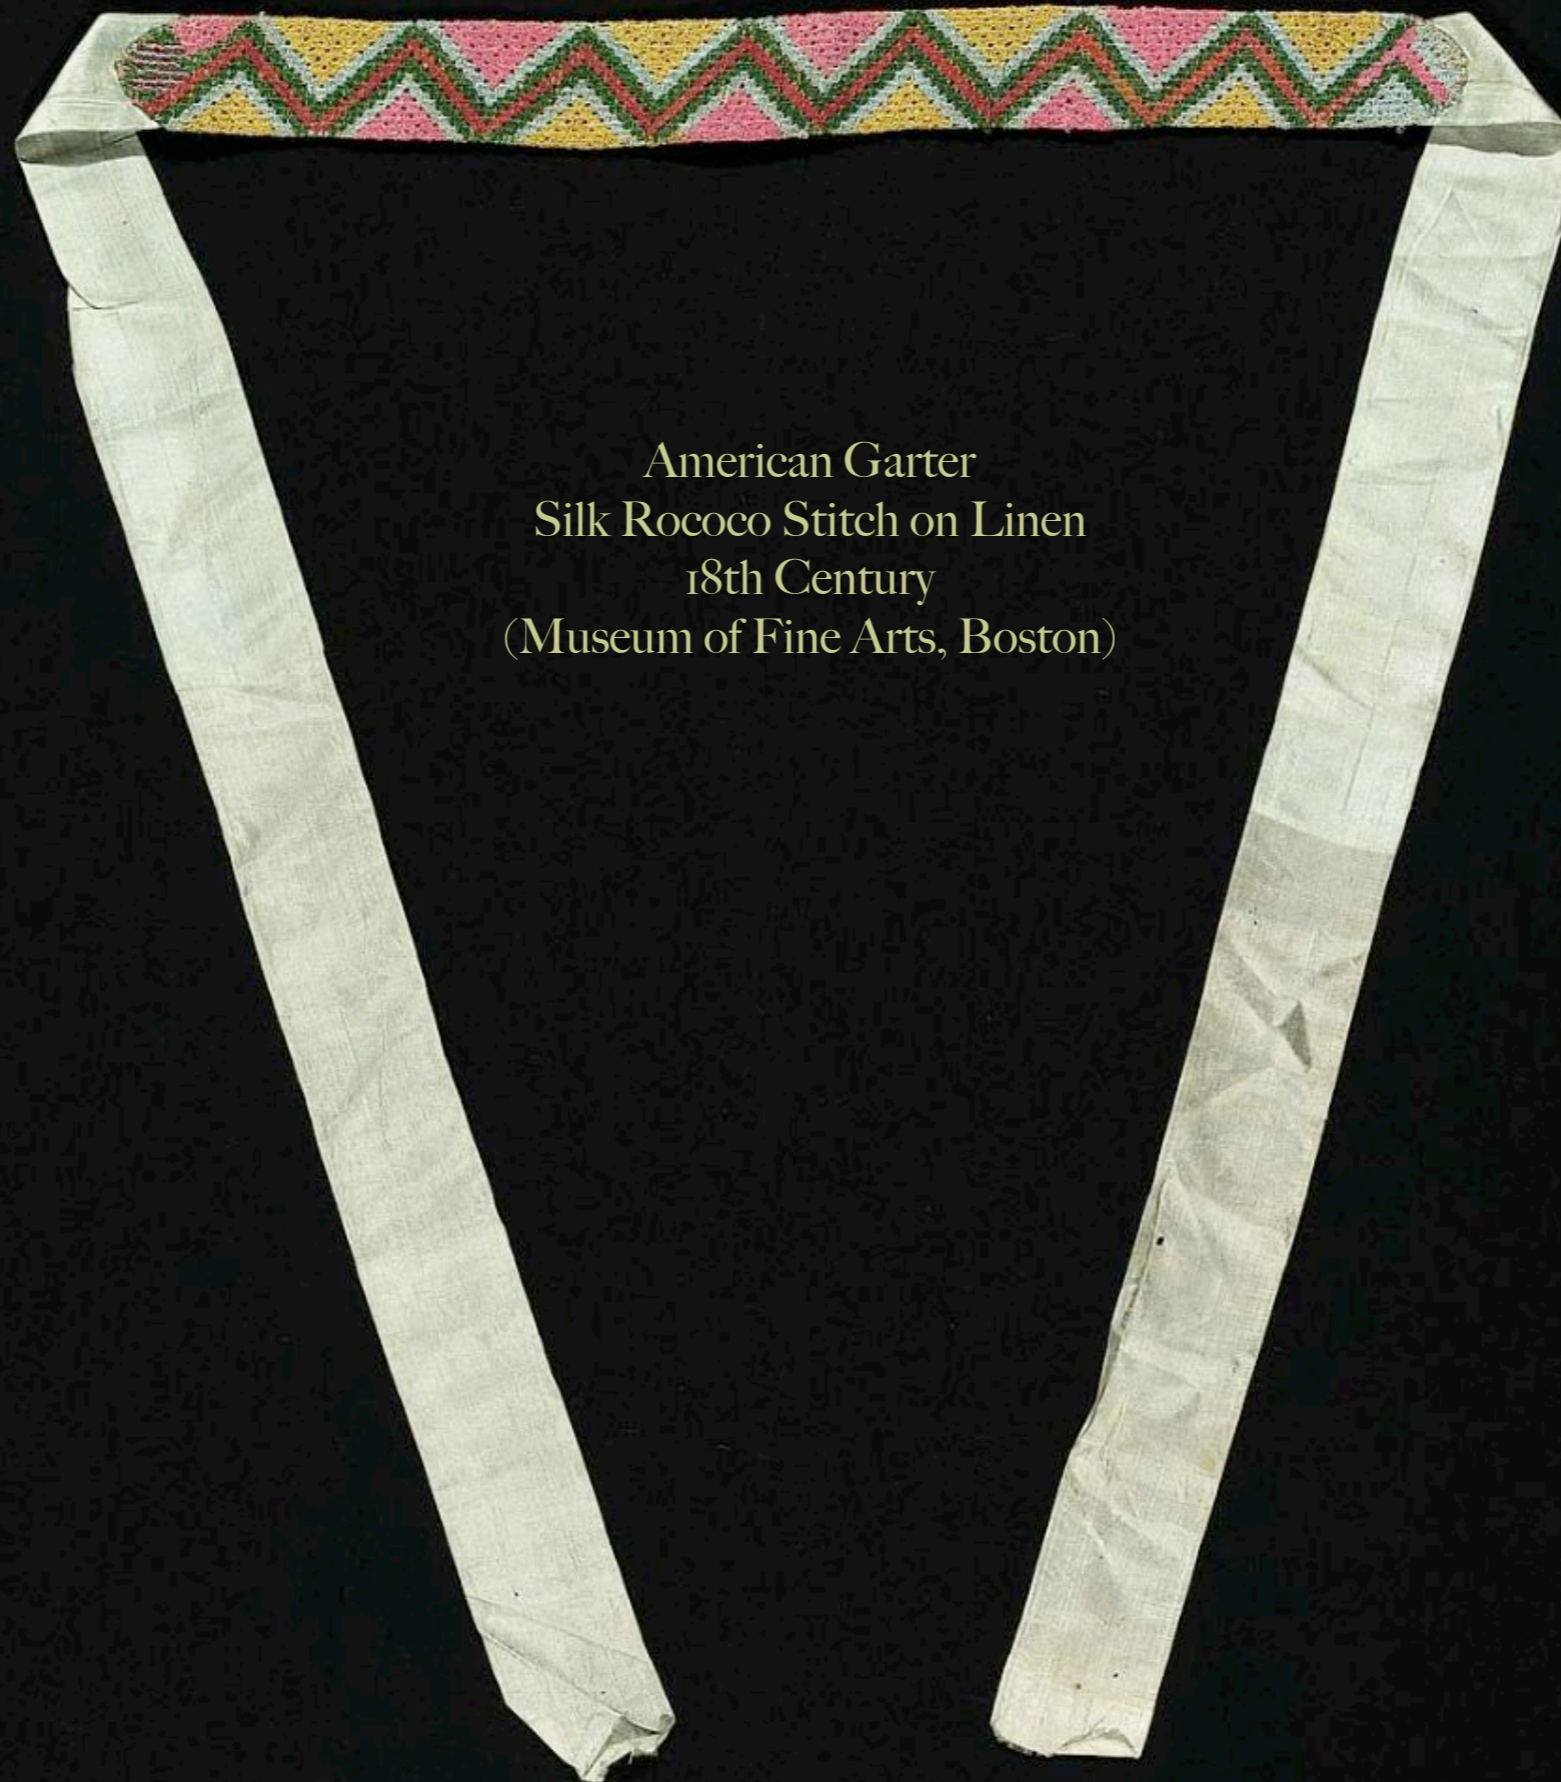 American Garter
Silk Rococo Stitch on Linen
18th Century
(Museum of Fine Arts, Boston)